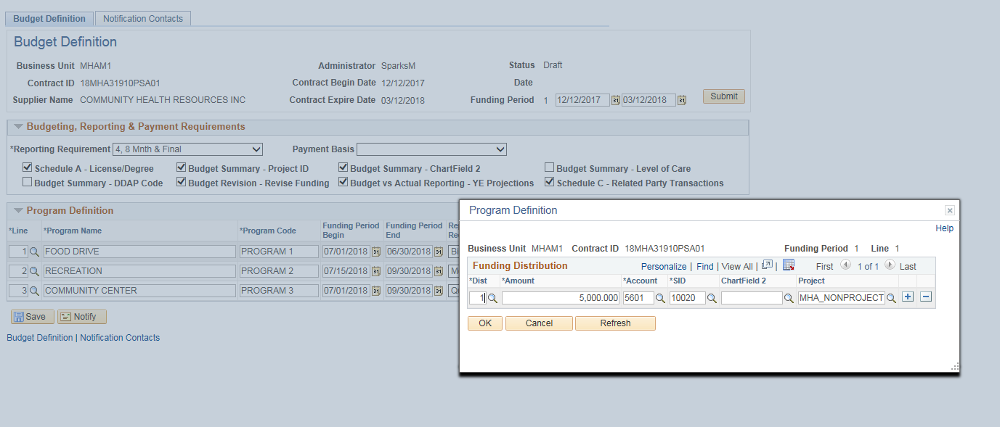 Budget Definition Notification Contacts
Budget Definition
Business Unit MHAM1 Administrator SparksM Status Draft
Contract ID 18MHA31910PSA01 Contract Begin Date 12/12/2017 Date
Supplier Name COMMUNITY HEALTH RESOURCES INC Contract Expire Date 03/12/2018 Funding Period 1 12/12/2017 31 03/12/2018 31 Submit
Budgeting, Reporting & Payment Requirements
*Reporting Requirement 4, 8 Mnth & Final Payment Basis
Schedule A - License/Degree Budget Summary - Project ID Budget Summary - ChartField 2 Budget Summary - Level of Care
Budget Summary - DDAP Code Budget Revision - Revise Funding Budget vs Actual Reporting - YE Projections Schedule C - Related Party Transactions
Program Definition
*Line *Program Name *Program Code Funding Period Begin Funding Period End
1 FOOD DRIVE PROGRAM 1 07/01/2018 31 06/30/2018 31
2 RECREATION PROGRAM 2 07/15/2018 31 09/30/2018 31
3 COMMUNITY CENTER PROGRAM 3 07/01/2018 31 09/30/2018 31
Save Notify
Budget Definition | Notification Contacts
Program Definition
Help
Business Unit MHAM1 Contract ID 18MHA31910PSA01 Funding Period 1 Line 1
Funding Distribution Personalize | Find | View All | | First 1 of 1 Last
*Dist *Amount *Account *SID ChartField 2 Project
1 5,000.000 5601 10020 MHA_NONPROJECT
OK Cancel Refresh